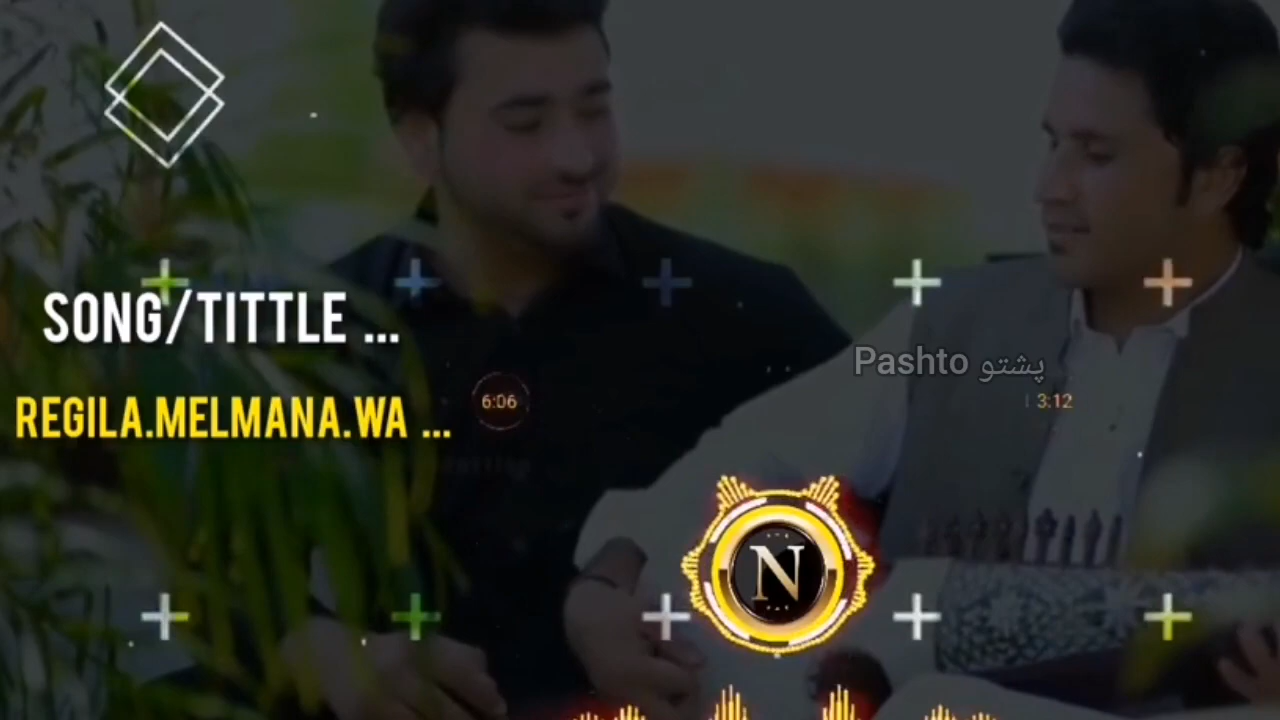 SONG/TITTLE ...
Pashto پشتو
REGILA.MELMANA.WA ...
6:06
3:12
N